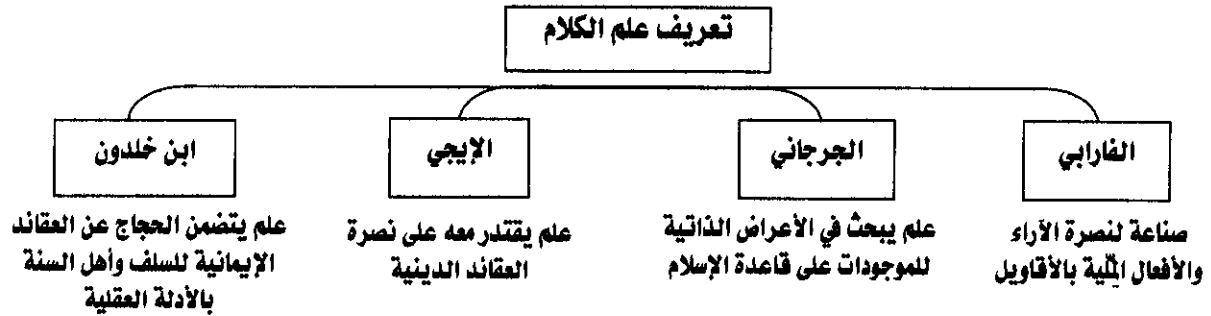 تعريف علم الكلام
الفارابي
صناعة لنصرة الآراء
والأفعال المِلّية بالأقاويل
الجرجاني
علم يبحث في الأعراض الذاتية
للموجودات على قاعدة الإسلام
الإيجي
علم يقتدر معه على نصرة
العقائد الدينية
ابن خلدون
علم يتضمن الحجاج عن العقائد
الإيمانية للسلف وأهل السنة
بالأدلة العقلية